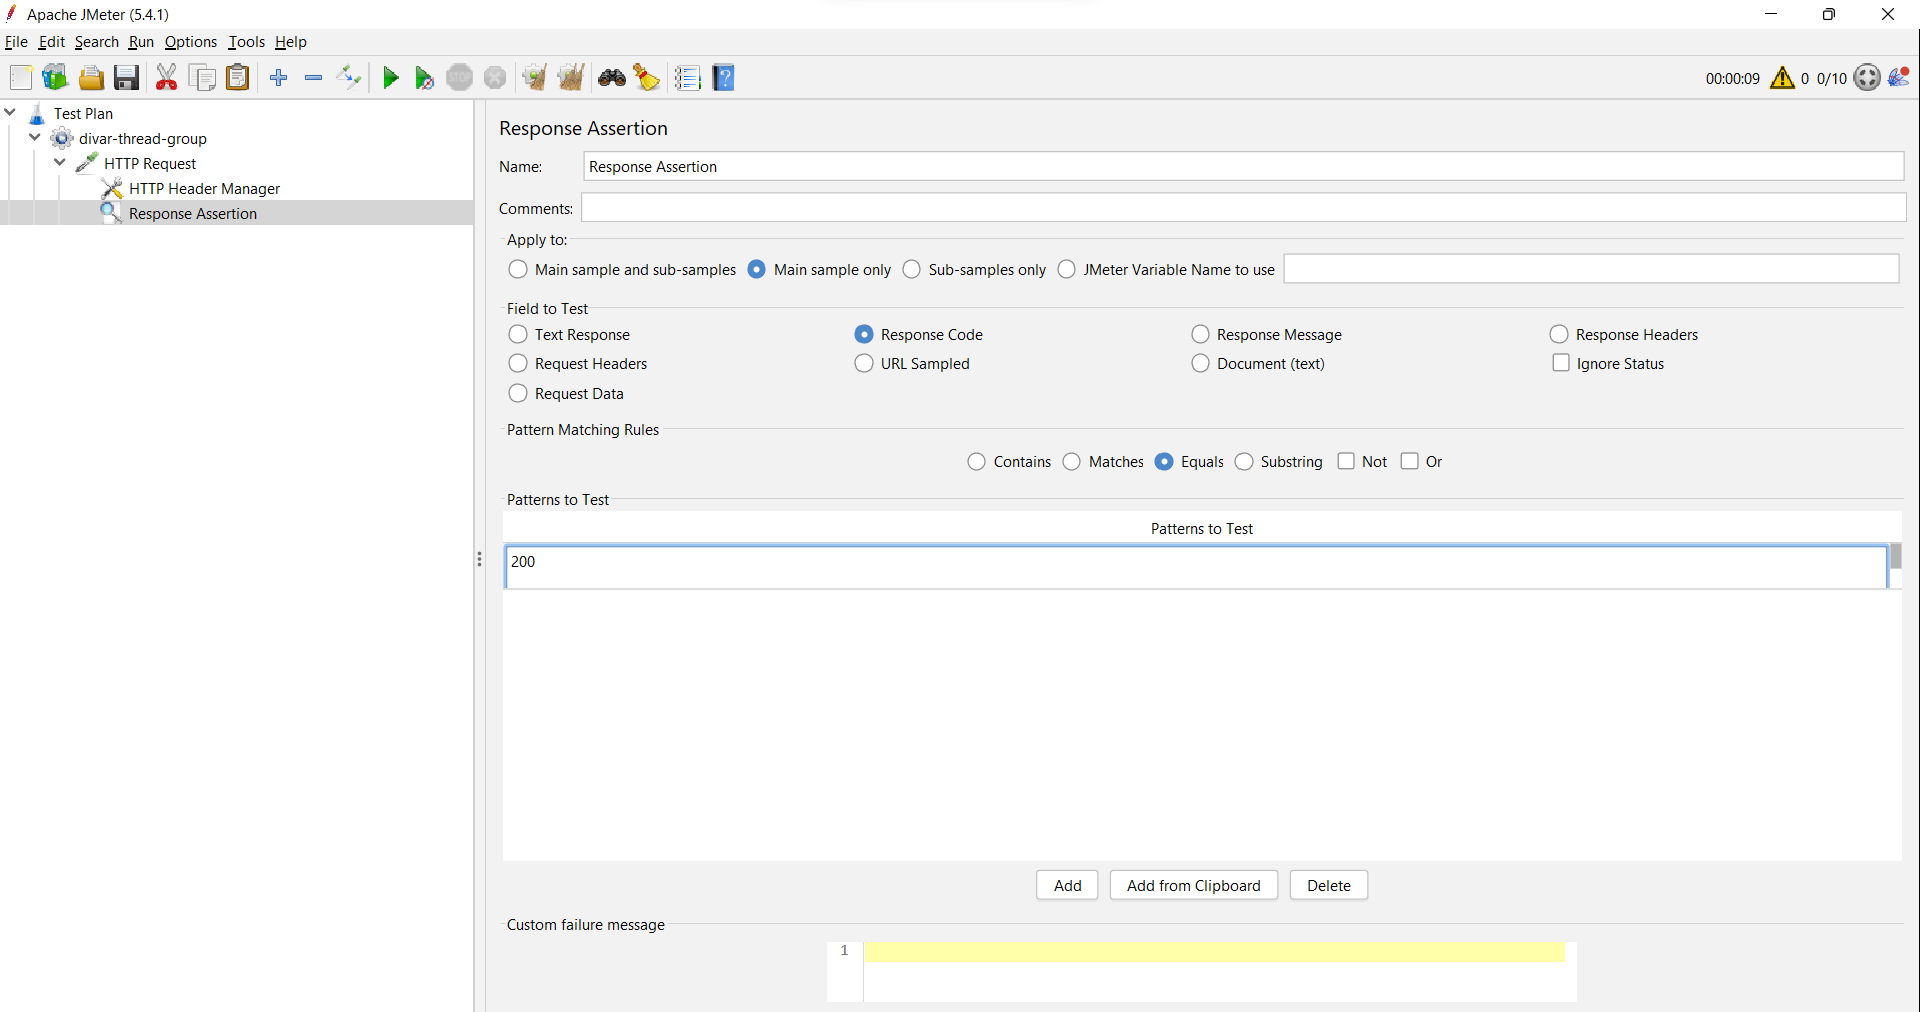 Apache JMeter (5.4.1)
File Edit Search Run Options Tools Help
STOP
00:00:09 0 0/10
Test Plan
divar-thread-group
HTTP Request
HTTP Header Manager
Response Assertion
Response Assertion
Name: Response Assertion
Comments:
Apply to:
Main sample and sub-samples Main sample only Sub-samples only JMeter Variable Name to use
Field to Test
Text Response Response Code Response Message Response Headers
Request Headers URL Sampled Document (text) Ignore Status
Request Data
Pattern Matching Rules
Contains Matches Equals Substring Not Or
Patterns to Test
Patterns to Test
200
Add Add from Clipboard Delete
Custom failure message
1